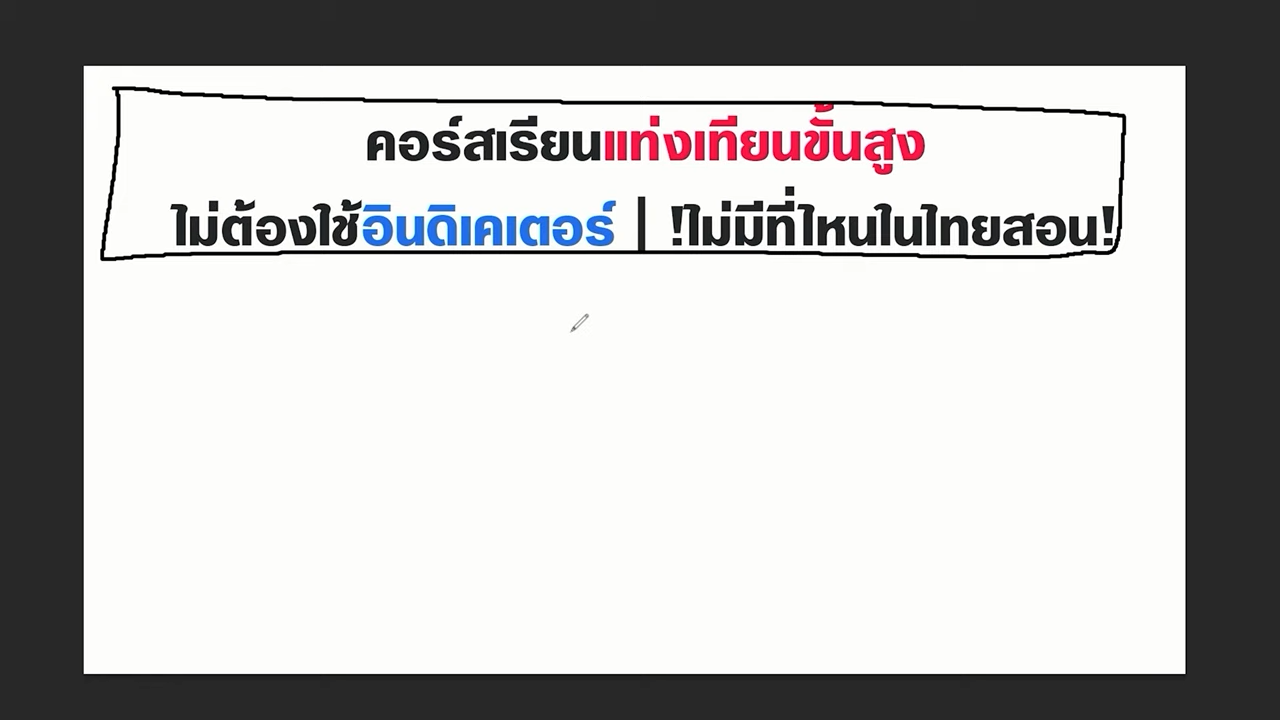 คอร์สเรียนแท่งเทียนขั้นสูง
ไม่ต้องใช้อินดิเคเตอร์ | !ไม่มีที่ไหนในไทยสอน!